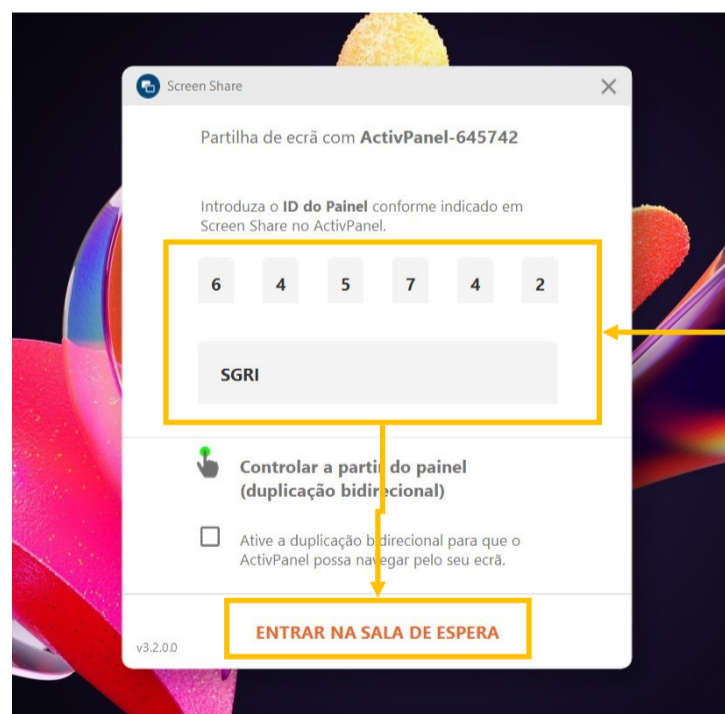 Screen Share
Partilha de ecrã com ActivPanel-645742
Introduza o ID do Painel conforme indicado em
Screen Share no ActivPanel.
6 4 5 7 4 2
SGRI
Controlar a partir do painel
(duplicação bidirecional)
Ative a duplicação bidirecional para que o
ActivPanel possa navegar pelo seu ecrã.
ENTRAR NA SALA DE ESPERA
v3.2.0.0